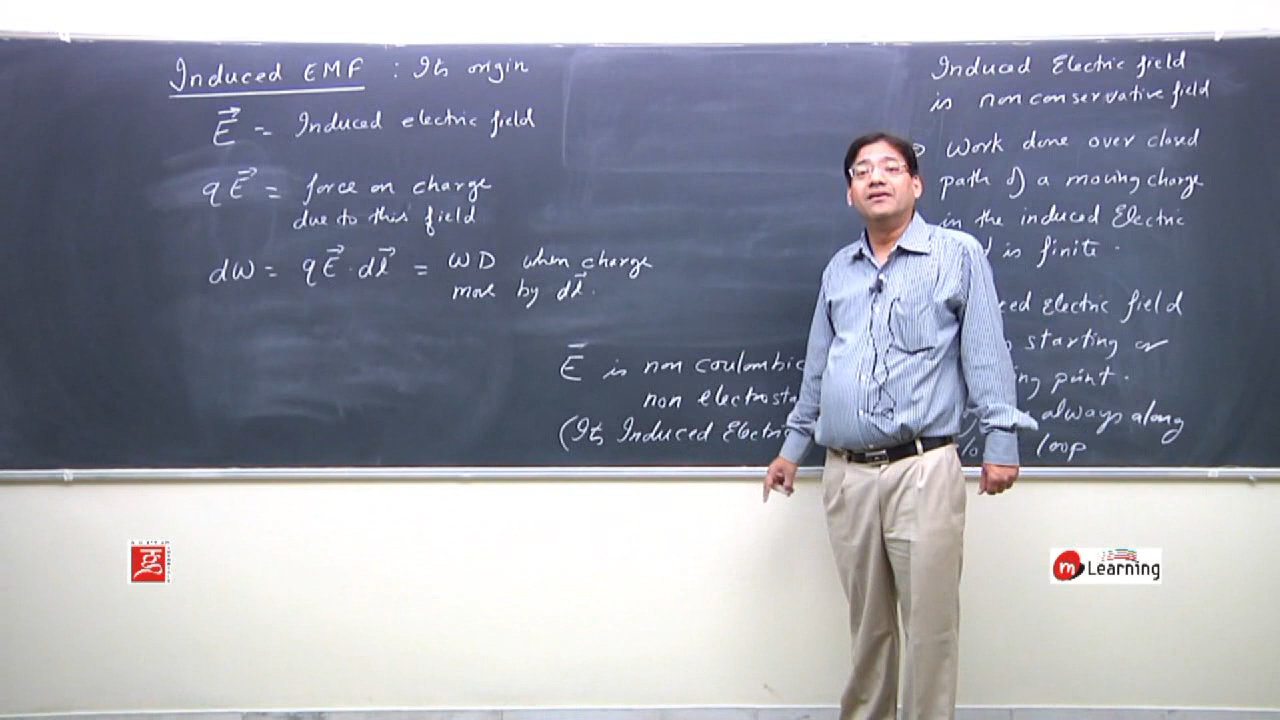 Induced EMF : Its origin
E⃗ = Induced electric field
qE⃗ = force on charge
due to this field
dW = qE⃗ · dl⃗ = WD when charge
move by dl⃗.
E⃗ is non coulombic
non electrosta
(Its Induced Electric
Induced Electric field
is non conservative field
Work done over closed
path of a moving charge
in the induced Electric
d is finite.
ced Electric field
starting or
ing point.
always along
loop
m Learning